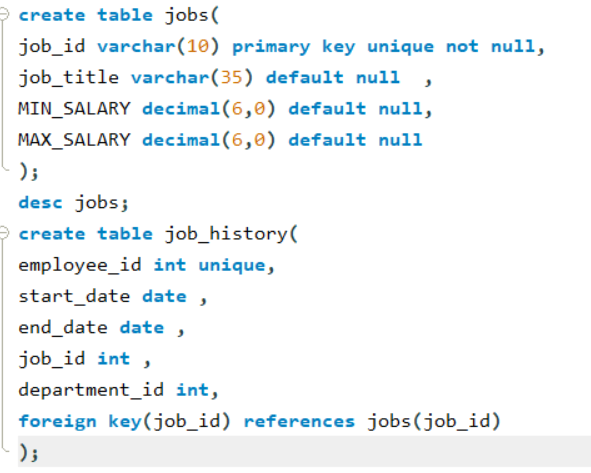 create table jobs(
job_id varchar(10) primary key unique not null,
job_title varchar(35) default null  ,
MIN_SALARY decimal(6,0) default null,
MAX_SALARY decimal(6,0) default null
);
desc jobs;
create table job_history(
employee_id int unique,
start_date date ,
end_date date ,
job_id int ,
department_id int,
foreign key(job_id) references jobs(job_id)
);